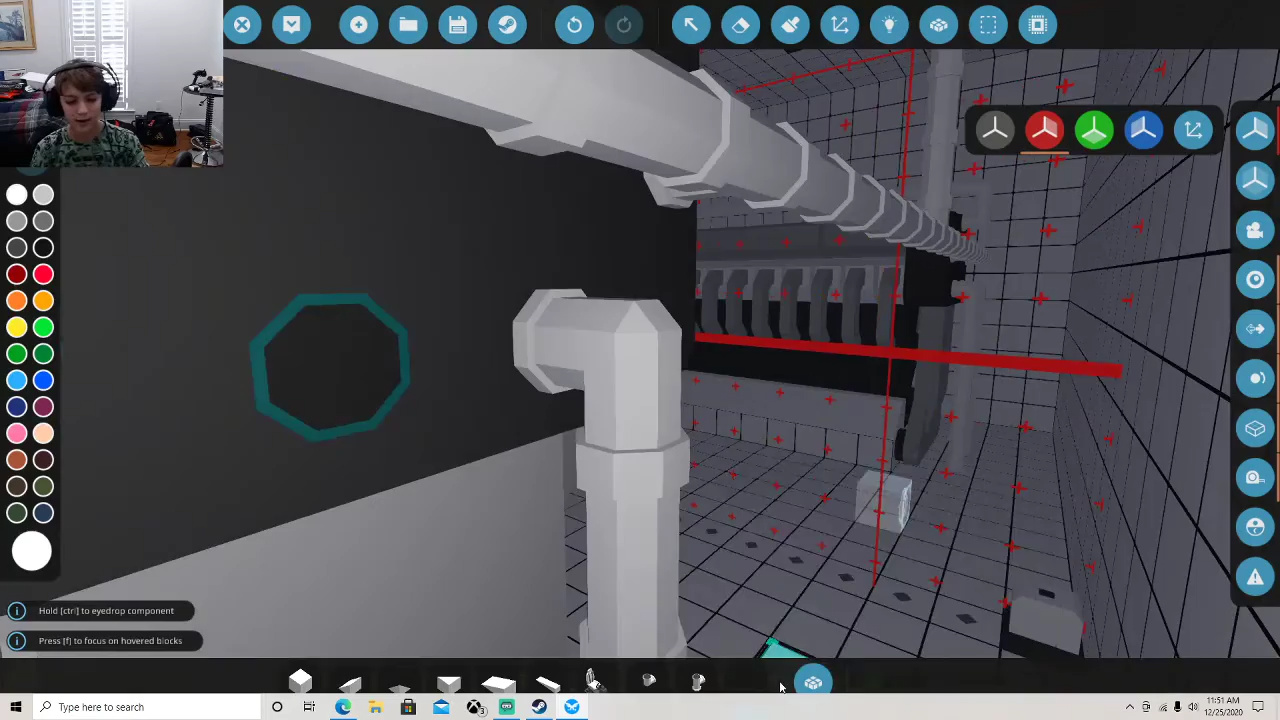 Hold [ctrl] to eyedrop component
Press [f] to focus on hovered blocks
Type here to search
3
11:51 AM
12/25/2020